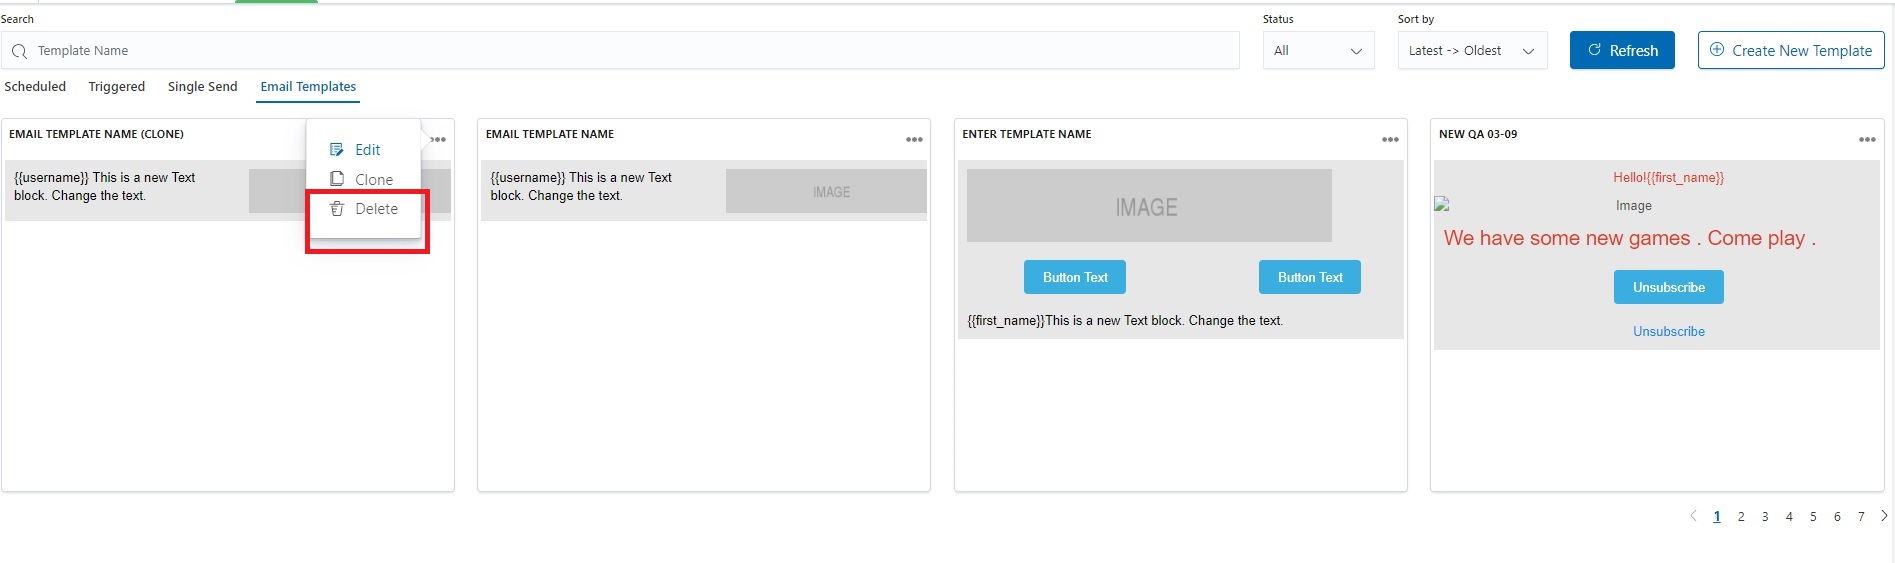 Search
Status
Sort by
Template Name
All
Latest -> Oldest
Refresh
Create New Template
Scheduled
Triggered
Single Send
Email Templates
EMAIL TEMPLATE NAME (CLONE)
Edit
Clone
Delete
{{username}} This is a new Text
block. Change the text.
EMAIL TEMPLATE NAME
{{username}} This is a new Text
block. Change the text.
IMAGE
ENTER TEMPLATE NAME
IMAGE
Button Text
Button Text
{{first_name}}This is a new Text block. Change the text.
NEW QA 03-09
Hello!{{first_name}}
Image
We have some new games . Come play .
Unsubscribe
Unsubscribe
1 2 3 4 5 6 7